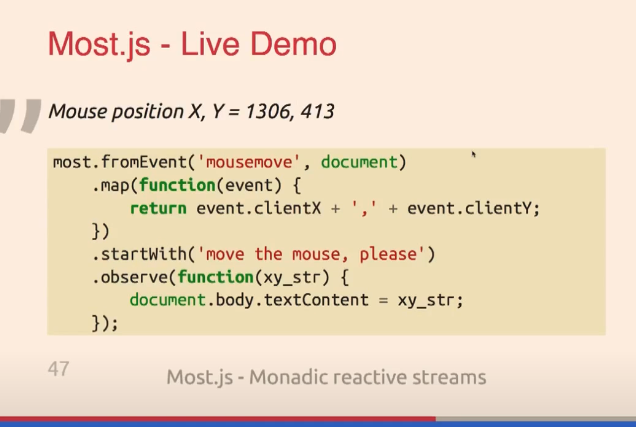 Most.js - Live Demo
” Mouse position X, Y = 1306, 413
most.fromEvent('mousemove', document)
    .map(function(event) {
        return event.clientX + ',' + event.clientY;
    })
    .startWith('move the mouse, please')
    .observe(function(xy_str) {
        document.body.textContent = xy_str;
    });
47
Most.js - Monadic reactive streams